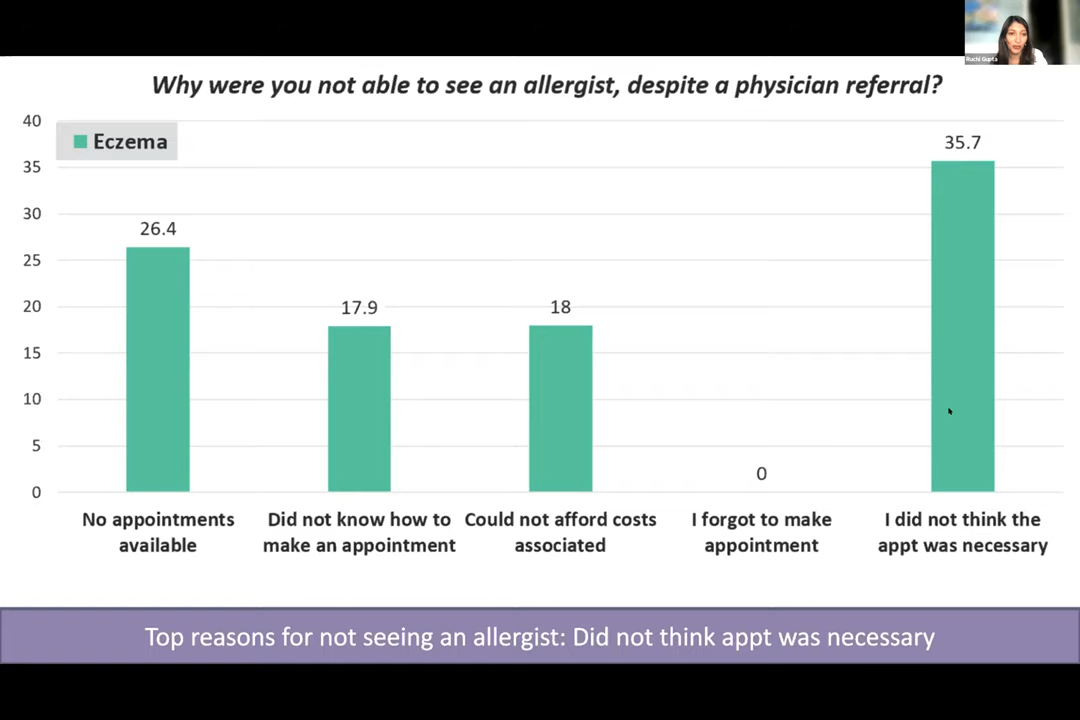 Ruchi Gupta
Why were you not able to see an allergist, despite a physician referral?
Eczema
40
35
30
25
20
15
10
5
0
26.4
17.9
18
0
35.7
No appointments
available
Did not know how to
make an appointment
Could not afford costs
associated
I forgot to make
appointment
I did not think the
appt was necessary
Top reasons for not seeing an allergist: Did not think appt was necessary